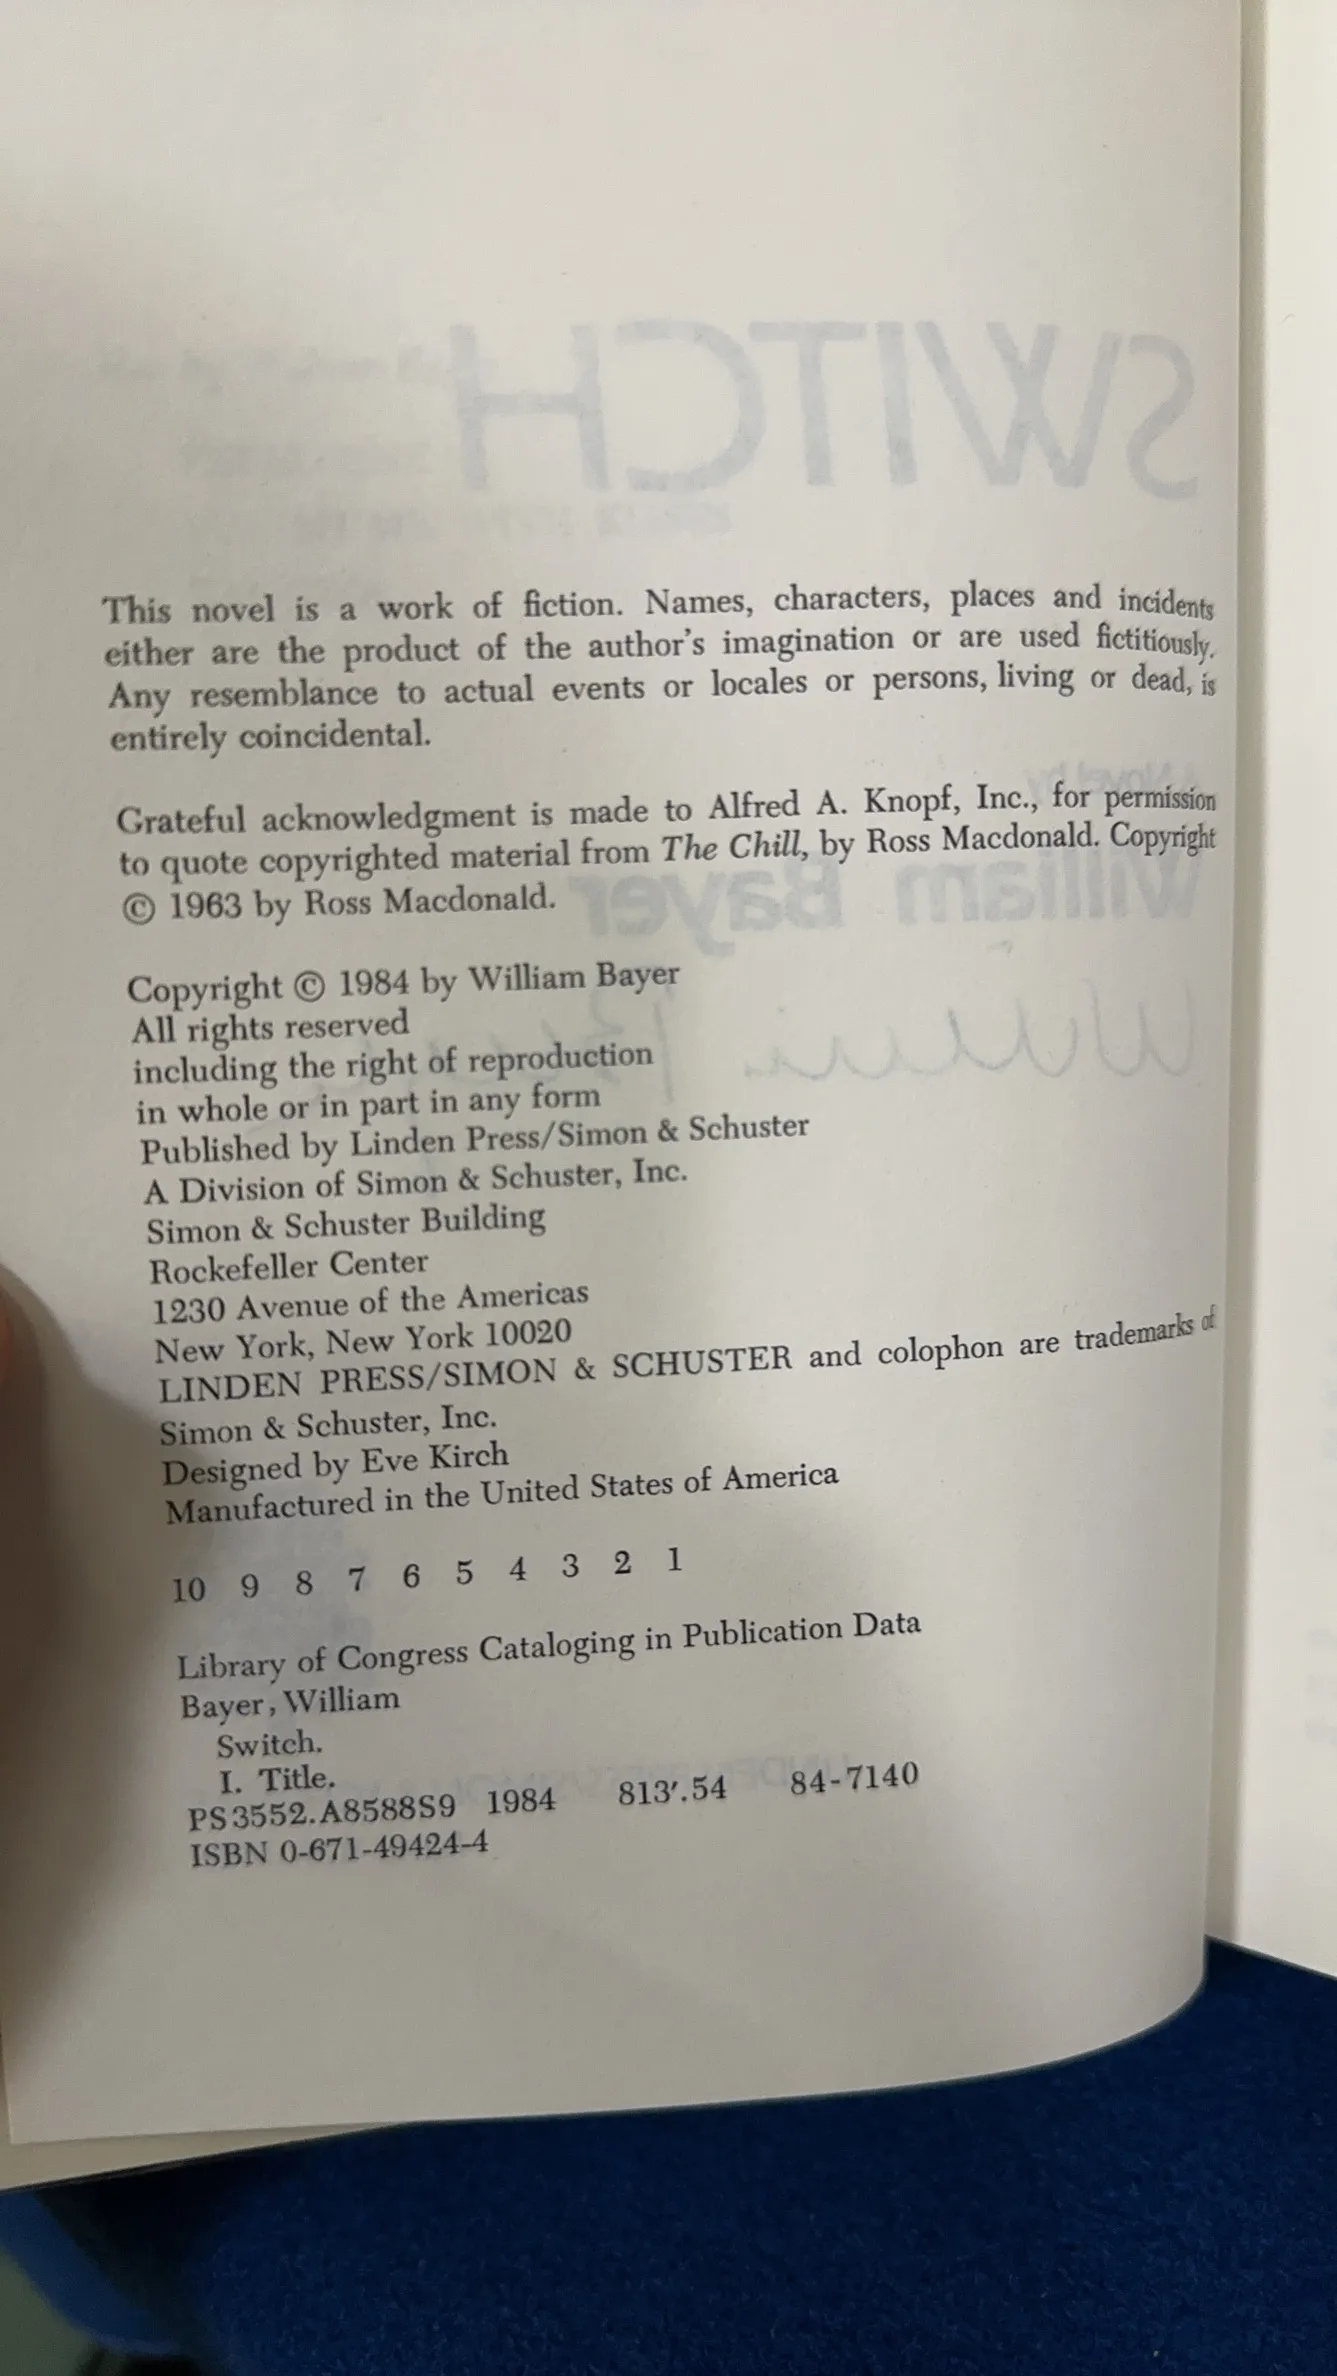 SWITCH
This novel is a work of fiction. Names, characters, places and incidents
either are the product of the author's imagination or are used fictitiously.
Any resemblance to actual events or locales or persons, living or dead, is
entirely coincidental.
A Novel by
Grateful acknowledgment is made to Alfred A. Knopf, Inc., for permission
to quote copyrighted material from The Chill, by Ross Macdonald. Copyright
© 1963 by Ross Macdonald.
William Bayer
Copyright © 1984 by William Bayer
All rights reserved
including the right of reproduction
in whole or in part in any form
Published by Linden Press/Simon & Schuster
A Division of Simon & Schuster, Inc.
Simon & Schuster Building
Rockefeller Center
1230 Avenue of the Americas
New York, New York 10020
LINDEN PRESS/SIMON & SCHUSTER and colophon are trademarks of
Simon & Schuster, Inc.
Designed by Eve Kirch
Manufactured in the United States of America
10 9 8 7 6 5 4 3 2 1
Library of Congress Cataloging in Publication Data
Bayer, William
Switch.
I. Title.
PS3552.A8588S9 1984 813′.54 84-7140
ISBN 0-671-49424-4